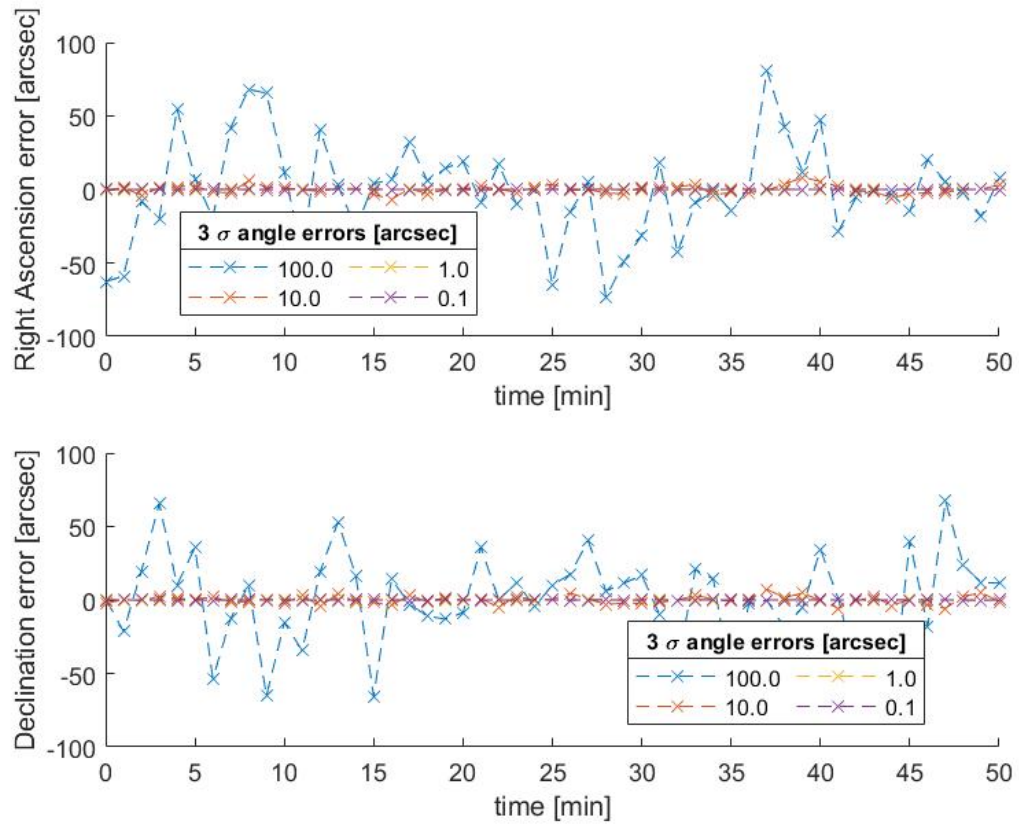 Right Ascension error [arcsec]
100
50
0
-50
-100
3 σ angle errors [arcsec]
100.0 1.0
10.0 0.1
0 5 10 15 20 25 30 35 40 45 50
time [min]
Declination error [arcsec]
100
50
0
-50
-100
3 σ angle errors [arcsec]
100.0 1.0
10.0 0.1
0 5 10 15 20 25 30 35 40 45 50
time [min]